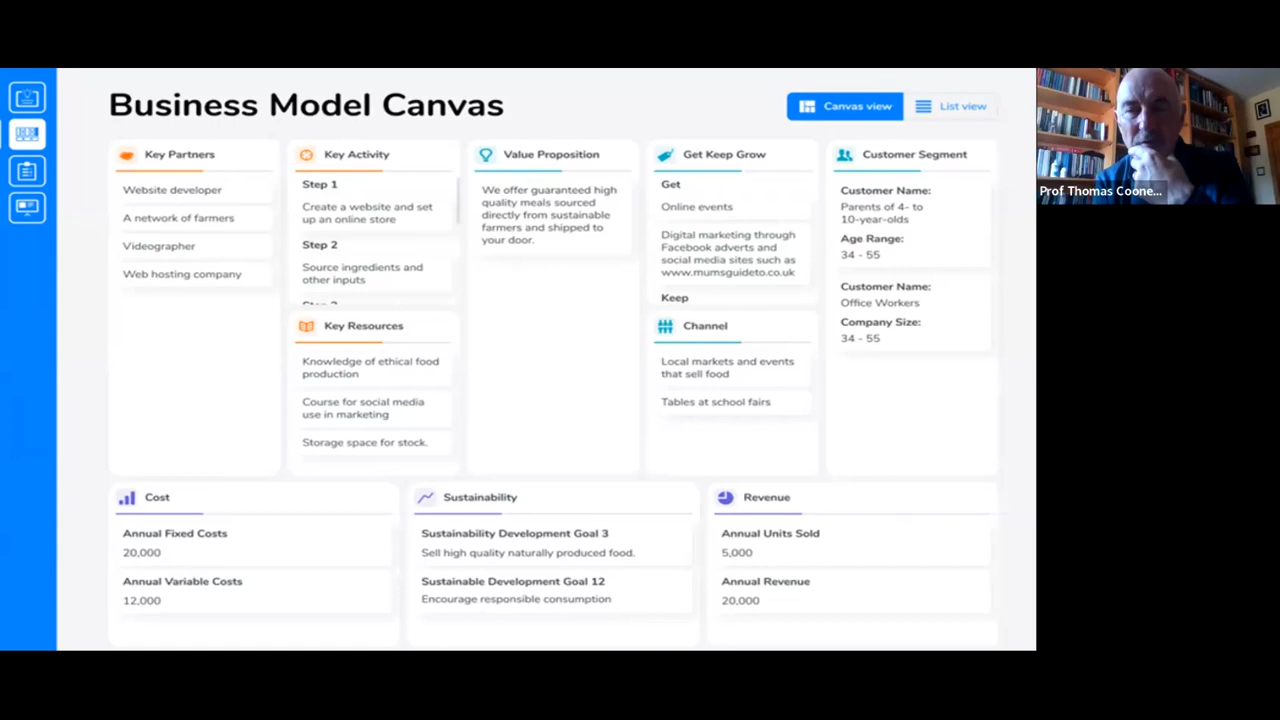 Business Model Canvas
Canvas view
List view
Key Partners
Website developer
A network of farmers
Videographer
Web hosting company
Key Activity
Step 1
Create a website and set
up an online store
Step 2
Source ingredients and
other inputs
Key Resources
Knowledge of ethical food
production
Course for social media
use in marketing
Storage space for stock.
Value Proposition
We offer guaranteed high
quality meals sourced
directly from sustainable
farmers and shipped to
your door.
Get Keep Grow
Get
Online events
Digital marketing through
Facebook adverts and
social media sites such as
www.mumsguideto.co.uk
Keep
Channel
Local markets and events
that sell food
Tables at school fairs
Customer Segment
Customer Name:
Parents of 4- to
10-year-olds
Age Range:
34 - 55
Customer Name:
Office Workers
Company Size:
34 - 55
Cost
Annual Fixed Costs
20,000
Annual Variable Costs
12,000
Sustainability
Sustainability Development Goal 3
Sell high quality naturally produced food.
Sustainable Development Goal 12
Encourage responsible consumption
Revenue
Annual Units Sold
5,000
Annual Revenue
20,000
Prof Thomas Coone...